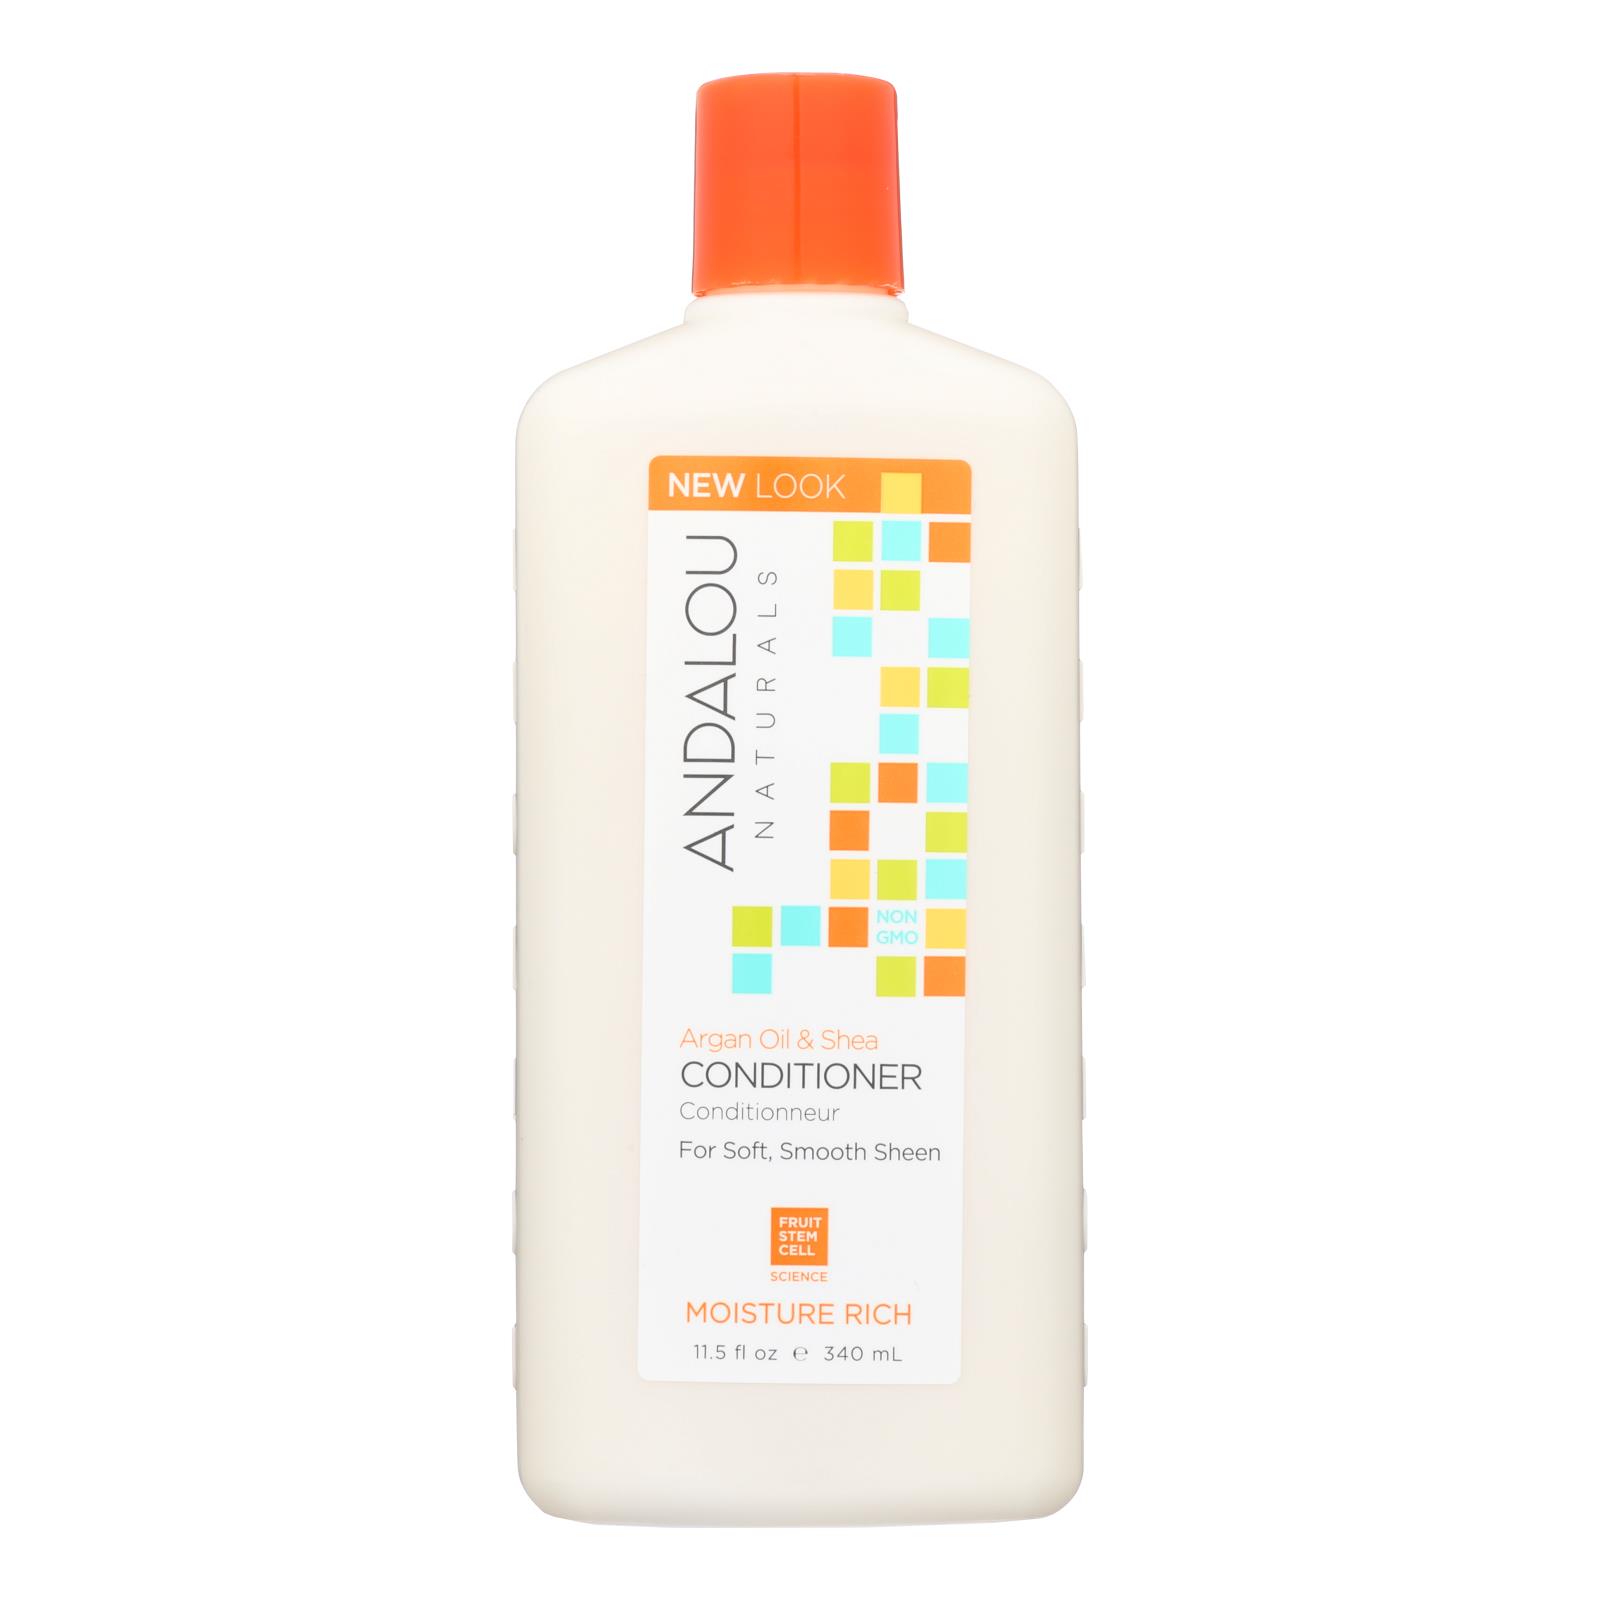 NEW LOOK
ANDALOU
NATURALS
NON
GMO
Argan Oil & Shea
CONDITIONER
Conditionneur
For Soft, Smooth Sheen
FRUIT
STEM
CELL
SCIENCE
MOISTURE RICH
11.5 fl oz ℮ 340 mL